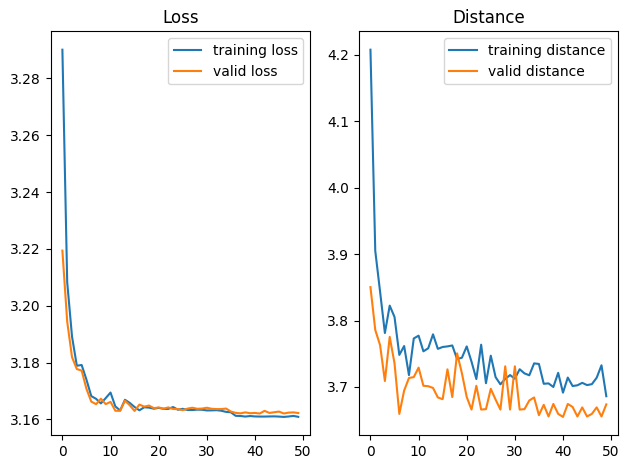 Loss
training loss
valid loss
3.28
3.26
3.24
3.22
3.20
3.18
3.16
0 10 20 30 40 50
Distance
training distance
valid distance
4.2
4.1
4.0
3.9
3.8
3.7
0 10 20 30 40 50